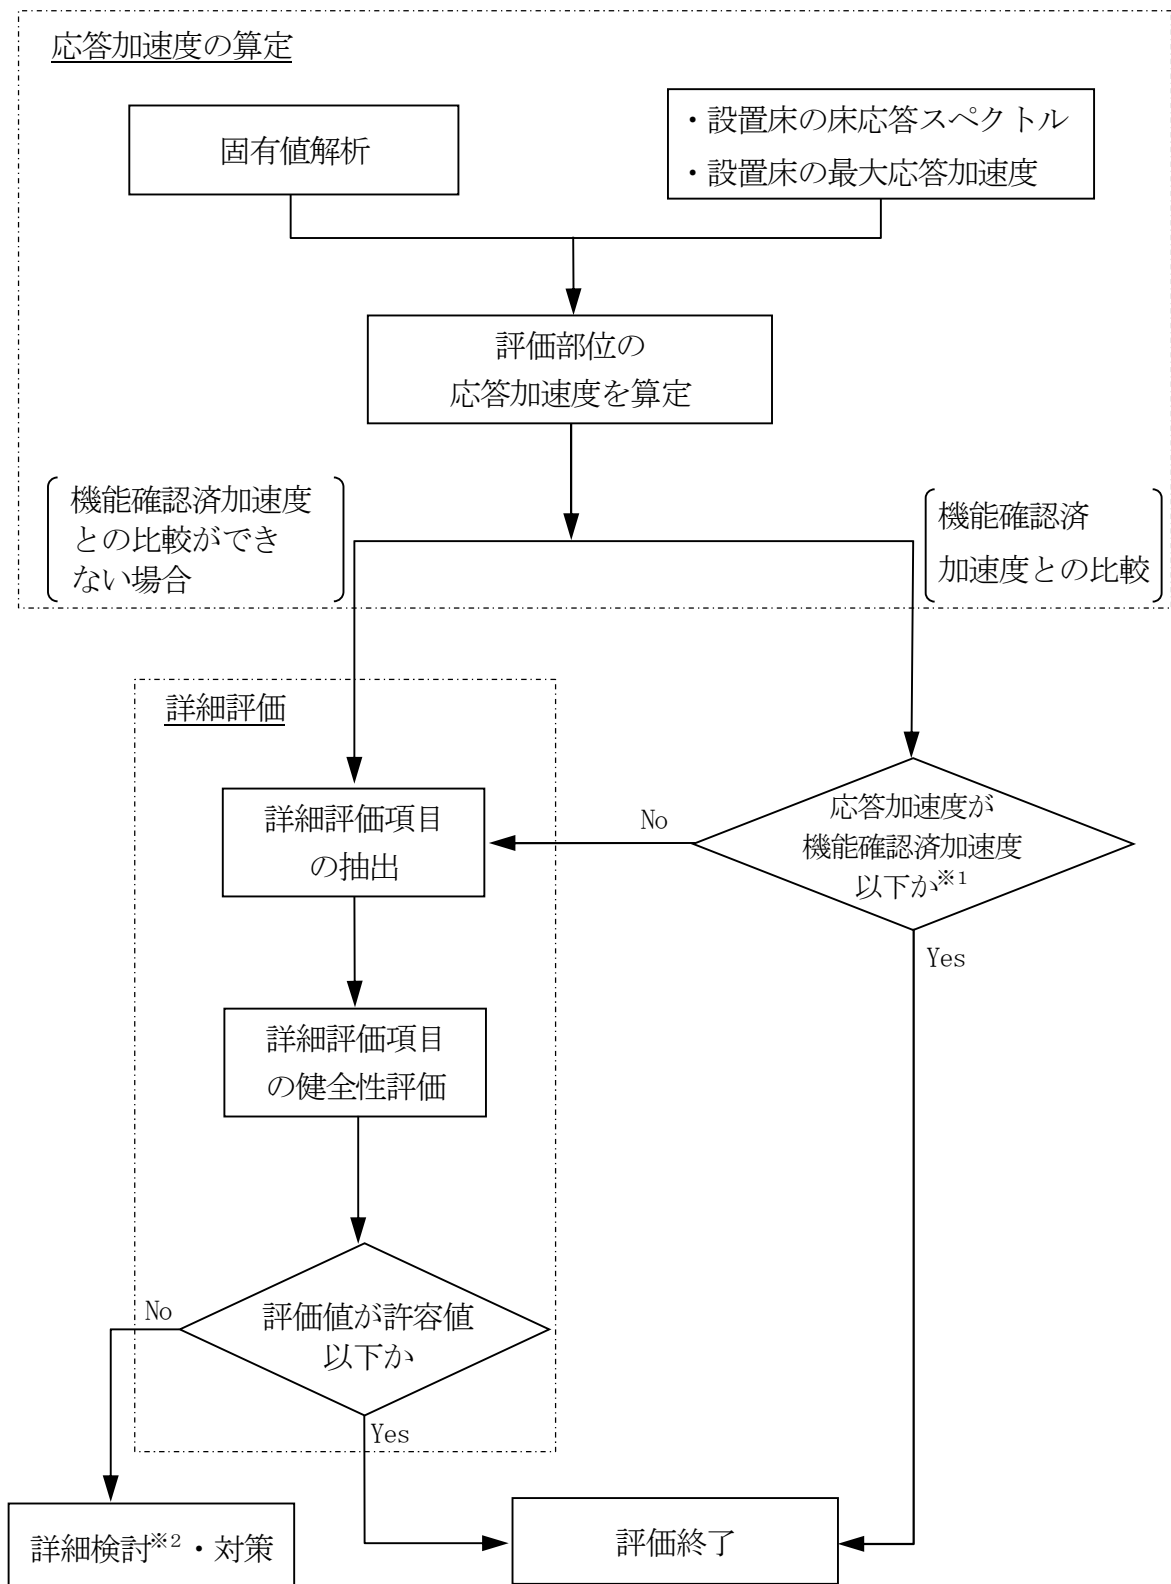 応答加速度の算定
固有値解析
・設置床の床応答スペクトル
・設置床の最大応答加速度
評価部位の
応答加速度を算定
機能確認済加速度
との比較ができ
ない場合
機能確認済
加速度との比較
詳細評価
詳細評価項目
の抽出
No
応答加速度が
機能確認済加速度
以下か※1
Yes
詳細評価項目
の健全性評価
No
評価値が許容値
以下か
Yes
詳細検討※2・対策
評価終了